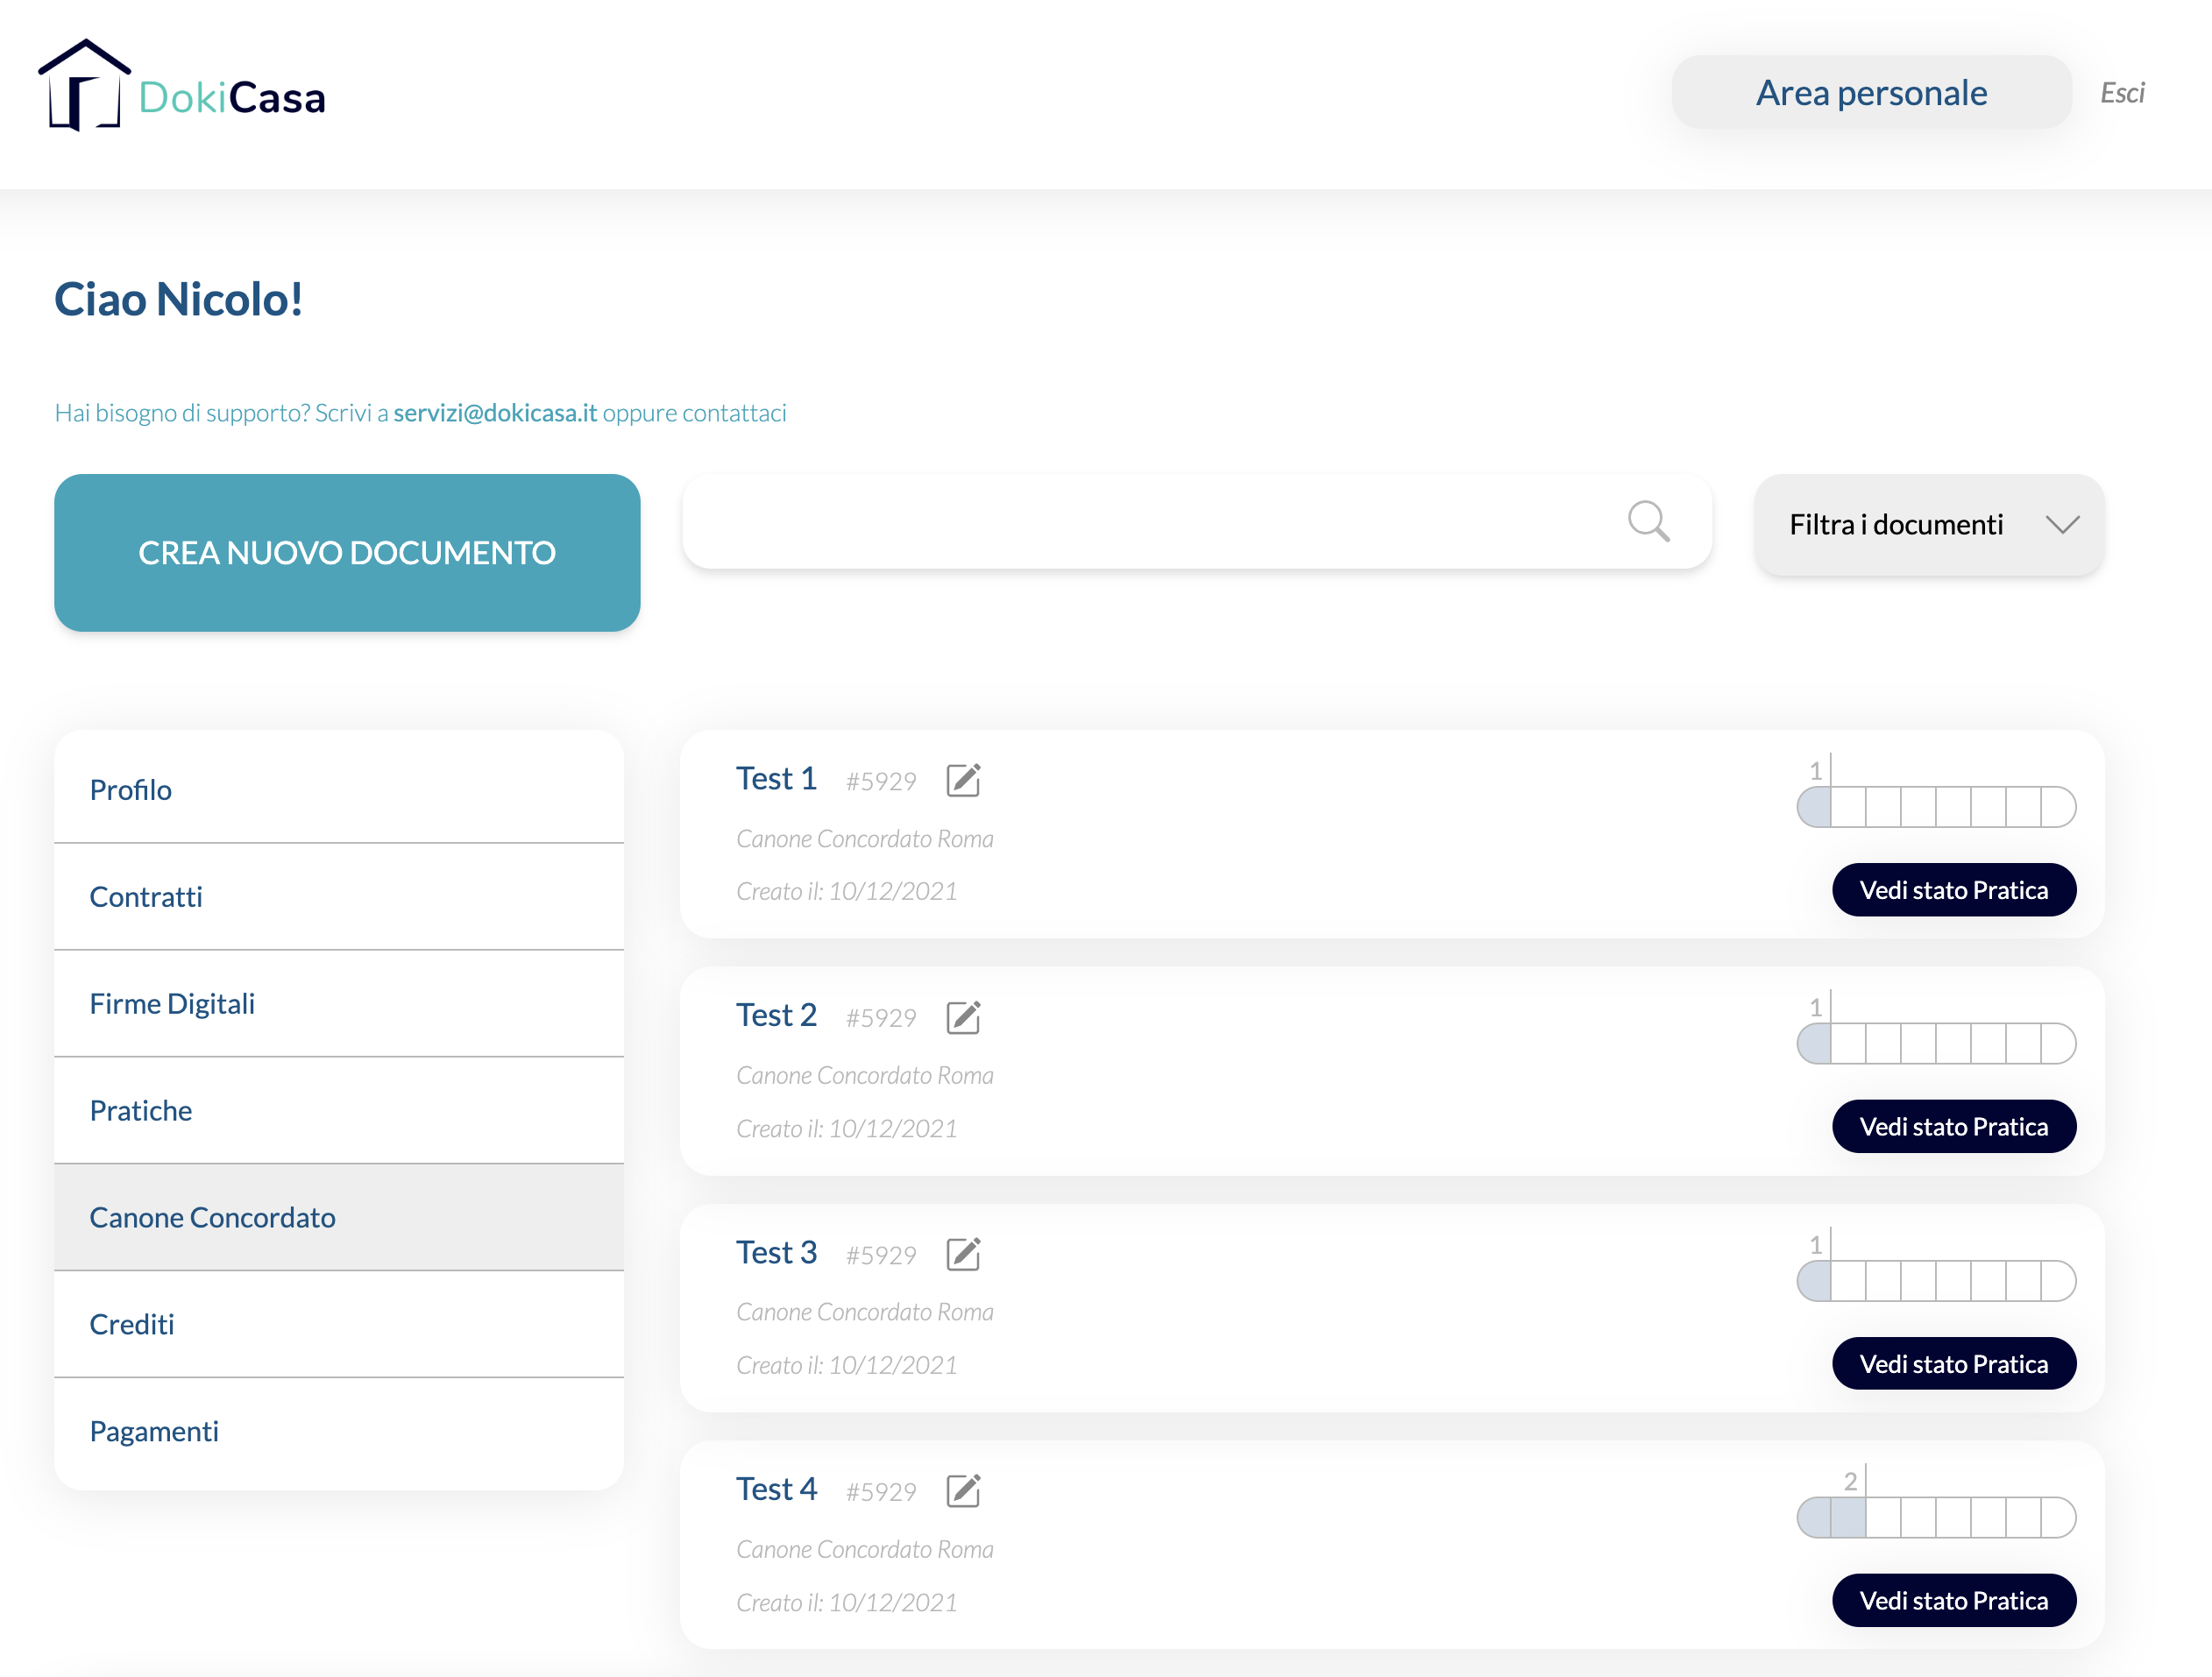 DokiCasa
Area personale
Esci
Ciao Nicolo!
Hai bisogno di supporto? Scrivi a servizi@dokicasa.it oppure contattaci
CREA NUOVO DOCUMENTO
Filtra i documenti
Profilo
Contratti
Firme Digitali
Pratiche
Canone Concordato
Crediti
Pagamenti
Test 1 #5929
1
Canone Concordato Roma
Creato il: 10/12/2021
Vedi stato Pratica
Test 2 #5929
1
Canone Concordato Roma
Creato il: 10/12/2021
Vedi stato Pratica
Test 3 #5929
1
Canone Concordato Roma
Creato il: 10/12/2021
Vedi stato Pratica
Test 4 #5929
2
Canone Concordato Roma
Creato il: 10/12/2021
Vedi stato Pratica